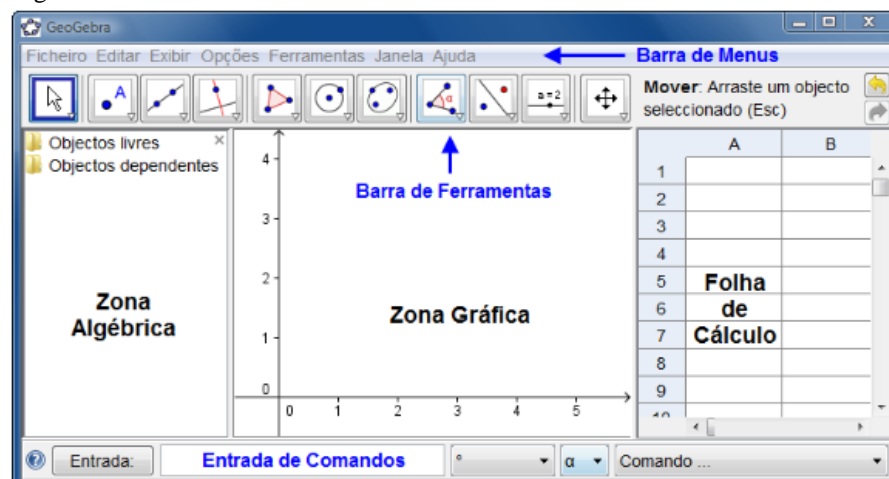 GeoGebra
Ficheiro Editar Exibir Opções Ferramentas Janela Ajuda
Barra de Menus
A
α
a=2
Mover: Arraste um objecto
seleccionado (Esc)
Objectos livres
Objectos dependentes
Barra de Ferramentas
Zona
Algébrica
Zona Gráfica
4
3
2
1
0
0 1 2 3 4 5
A B
1
2
3
4
5 Folha
6 de
7 Cálculo
8
9
10
Entrada:
Entrada de Comandos
°
α
Comando ...